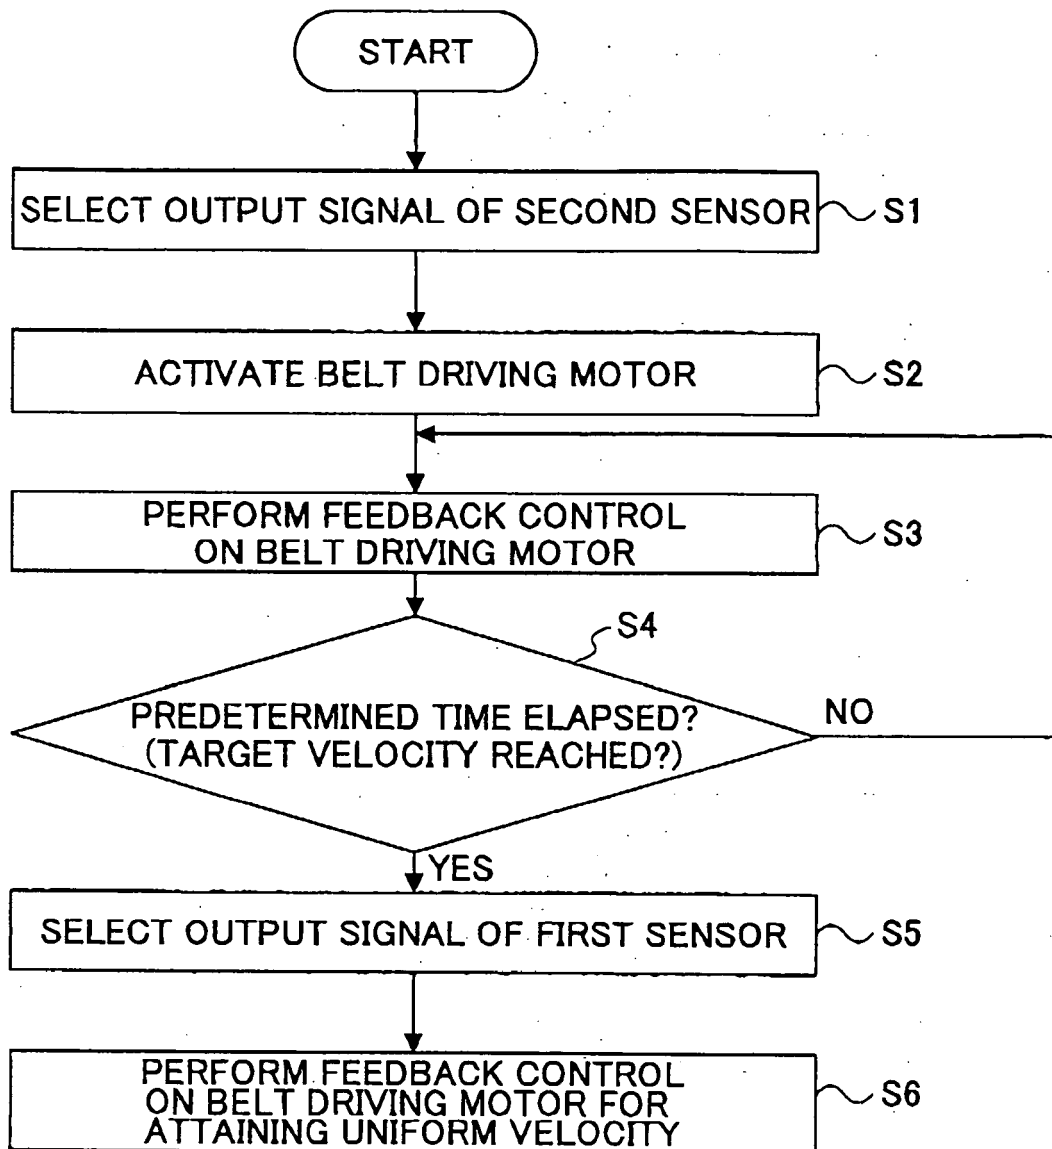 START
SELECT OUTPUT SIGNAL OF SECOND SENSOR
S1
ACTIVATE BELT DRIVING MOTOR
S2
PERFORM FEEDBACK CONTROL
ON BELT DRIVING MOTOR
S3
S4
PREDETERMINED TIME ELAPSED?
(TARGET VELOCITY REACHED?)
NO
YES
SELECT OUTPUT SIGNAL OF FIRST SENSOR
S5
PERFORM FEEDBACK CONTROL
ON BELT DRIVING MOTOR FOR
ATTAINING UNIFORM VELOCITY
S6